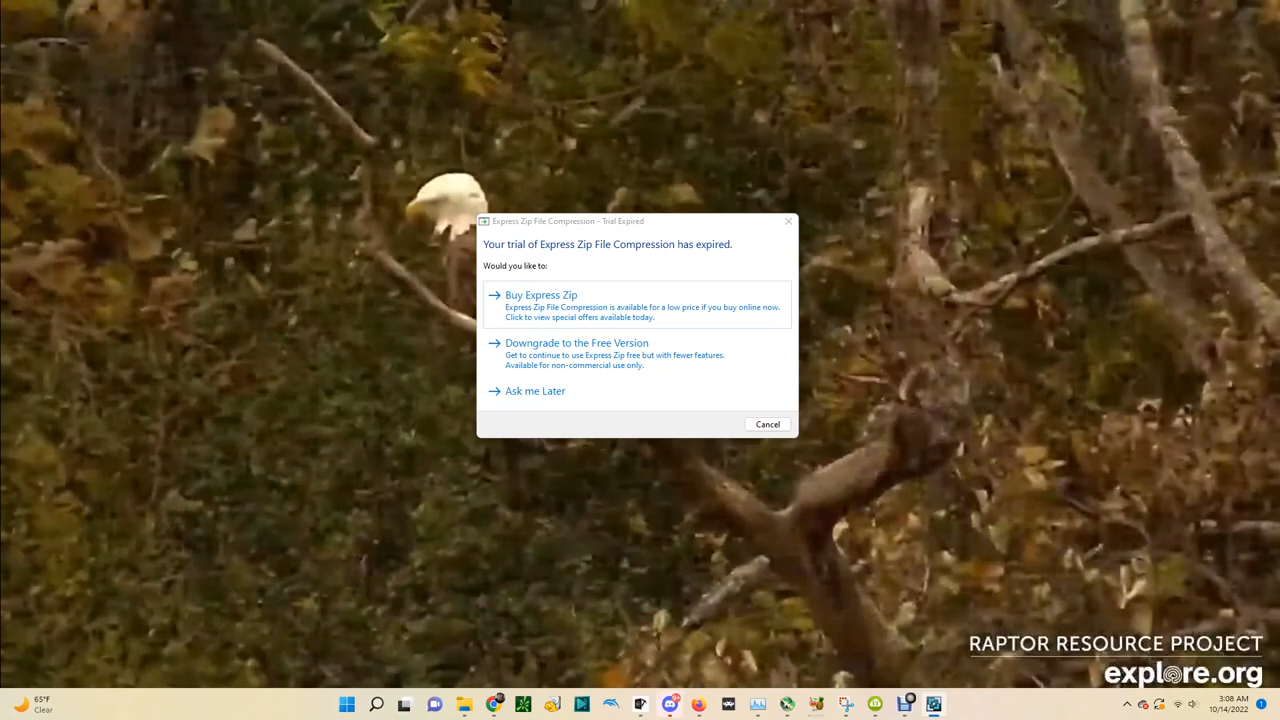 Express Zip File Compression - Trial Expired
Your trial of Express Zip File Compression has expired.
Would you like to:
Buy Express Zip
Express Zip File Compression is available for a low price if you buy online now.
Click to view special offers available today.
Downgrade to the Free Version
Get to continue to use Express Zip free but with fewer features.
Available for non-commercial use only.
Ask me Later
Cancel
RAPTOR RESOURCE PROJECT
explore.org
65°F
Clear
9+
3:08 AM
10/14/2022
1